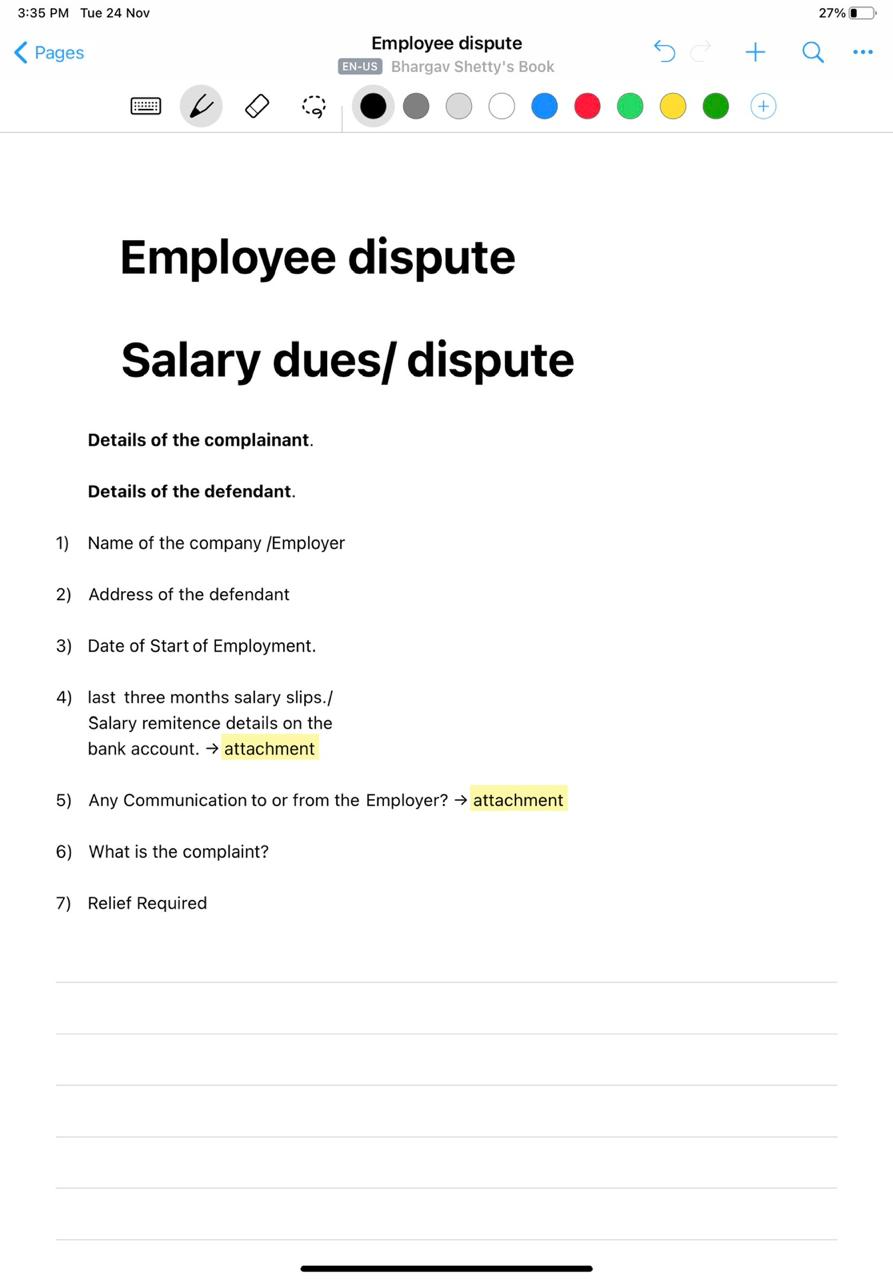 3:35 PM Tue 24 Nov
27%
Pages
Employee dispute
EN-US Bhargav Shetty's Book
Employee dispute
Salary dues/ dispute
Details of the complainant.
Details of the defendant.
1) Name of the company /Employer
2) Address of the defendant
3) Date of Start of Employment.
4) last three months salary slips./
Salary remitence details on the
bank account. → attachment
5) Any Communication to or from the Employer? → attachment
6) What is the complaint?
7) Relief Required